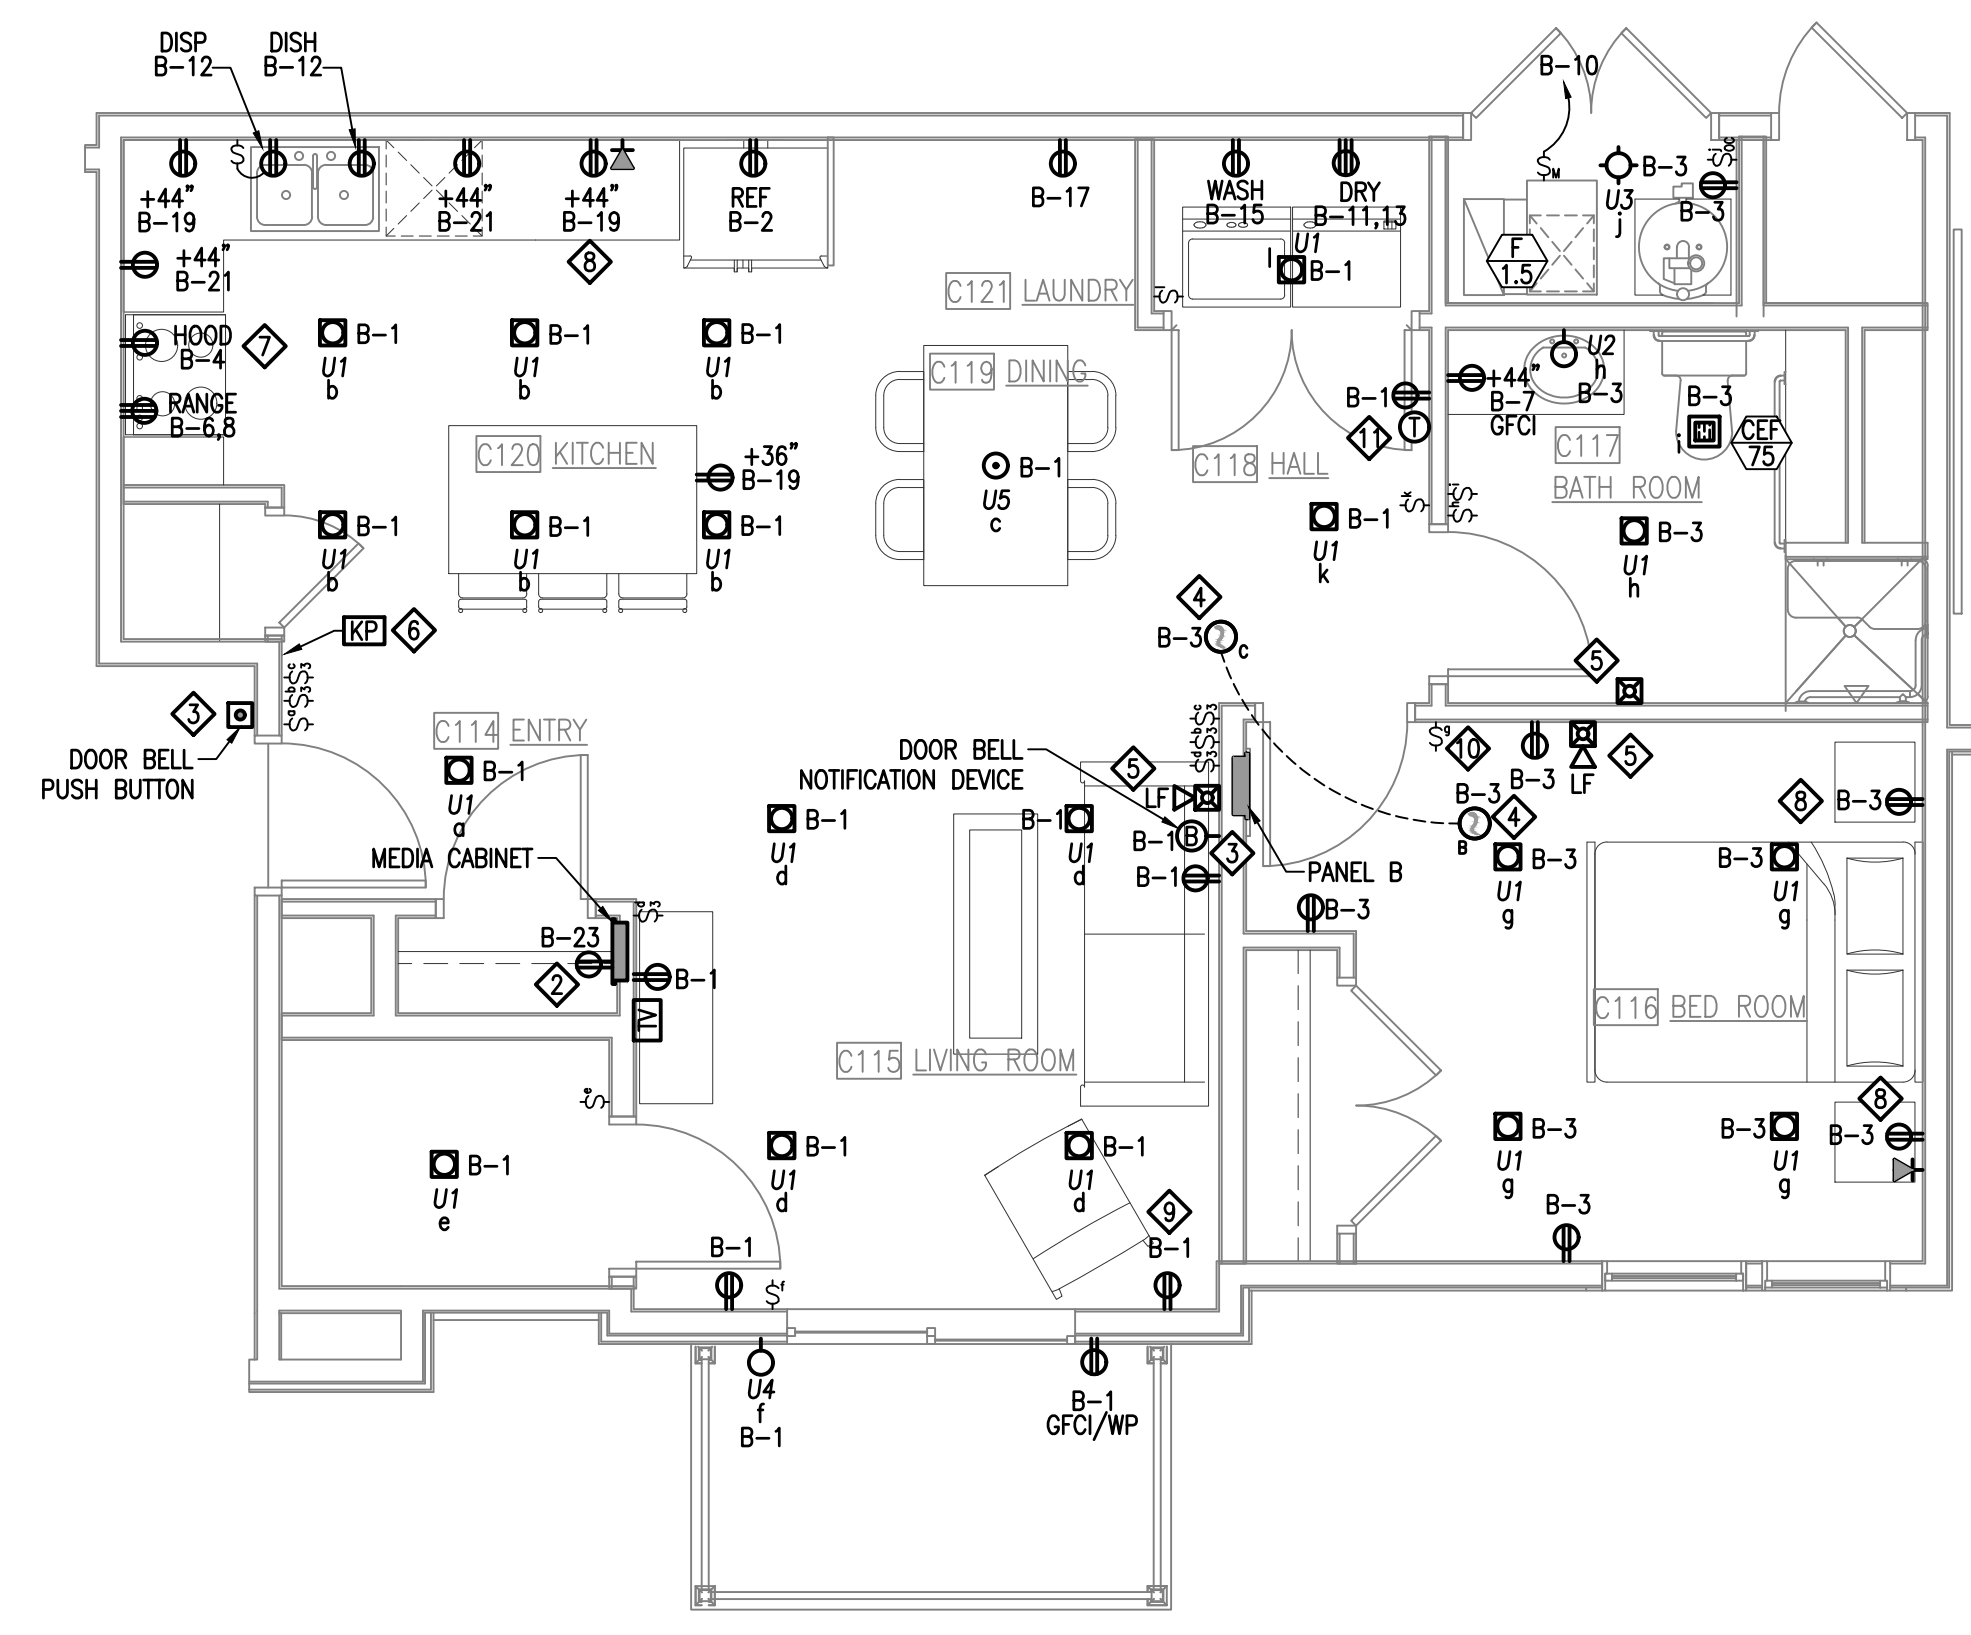 DISP
B-12
DISH
B-12
B-10
S
+44"
B-19
+44"
B-21
+44"
B-19
REF
B-2
B-17
WASH
B-15
DRY
B-11,13
U1
l
B-1
SM
B-3
U3
j
B-3
F
1.5
+44"
B-21
8
C121 LAUNDRY
HOOD
B-4
7
B-1
U1
b
B-1
U1
b
B-1
U1
b
C119 DINING
U2
h
B-3
+44"
B-7
GFCI
B-3
i
CEF
75
RANGE
B-6,8
B-1
T
11
C120 KITCHEN
+36"
B-19
B-1
U5
c
C118 HALL
C117
BATH ROOM
B-1
U1
b
B-1
U1
b
B-1
U1
b
B-1
U1
k
B-3
U1
h
KP
6
4
B-3
C
5
3
DOOR BELL
PUSH BUTTON
C114 ENTRY
B-1
U1
a
DOOR BELL
NOTIFICATION DEVICE
5
LF
B-1
B
3
B-1
PANEL B
10
B-3
LF
5
B-3
B
4
8
B-3
B-1
U1
d
B-1
U1
d
B-3
U1
g
B-3
U1
g
MEDIA CABINET
B-23
2
B-1
TV
B-3
C116 BED ROOM
C115 LIVING ROOM
8
B-3
B-1
U1
e
B-1
U1
d
B-1
U1
d
B-3
U1
g
B-3
U1
g
9
B-1
B-1
B-3
U4
f
B-1
B-1
GFCI/WP